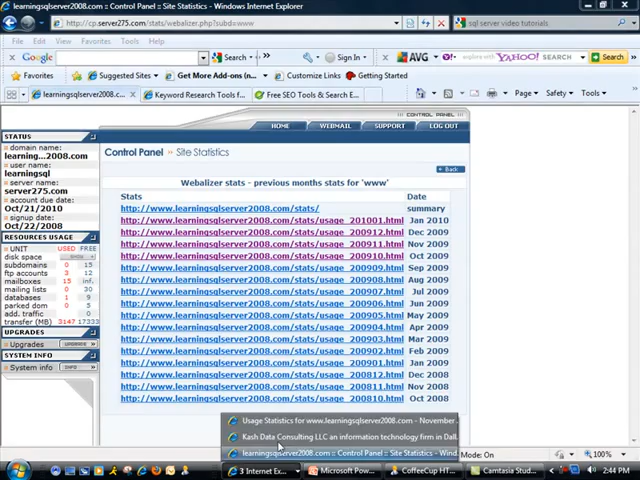 learningsqlserver2008.com :: Control Panel :: Site Statistics - Windows Internet Explorer
http://cp.server275.com/stats/webalizer.php?subd=www
sql server video tutorials
File Edit View Favorites Tools Help
Google Search Sign In AVG YAHOO! SEARCH Search
Favorites Suggested Sites Get More Add-ons Customize Links Getting Started
learningsqlserver2008.c... Keyword Research Tools f... Free SEO Tools & Search E... Page Safety Tools
CONTROL PANEL
HOME WEBMAIL SUPPORT LOG OUT
STATUS
domain name:
learning...2008.com
user name:
learningsql
server name:
server275.com
account due date:
Oct/21/2010
signup date:
Oct/22/2008
RESOURCES USAGE
UNIT USED FREE
disk space SHOW
subdomains 0 15
ftp accounts 3 12
mailboxes 15 inf.
mailing lists 0 30
databases 1 9
parked dom 0 5
add. traffic 0
transfer (MB) 3147 17333
UPGRADES
Upgrades UPGRADE
SYSTEM INFO
System info
Control Panel Site Statistics
Back
Webalizer stats - previous months stats for 'www'
Stats Date
http://www.learningsqlserver2008.com/stats/ summary
http://www.learningsqlserver2008.com/stats/usage_201001.html Jan 2010
http://www.learningsqlserver2008.com/stats/usage_200912.html Dec 2009
http://www.learningsqlserver2008.com/stats/usage_200911.html Nov 2009
http://www.learningsqlserver2008.com/stats/usage_200910.html Oct 2009
http://www.learningsqlserver2008.com/stats/usage_200909.html Sep 2009
http://www.learningsqlserver2008.com/stats/usage_200908.html Aug 2009
http://www.learningsqlserver2008.com/stats/usage_200907.html Jul 2009
http://www.learningsqlserver2008.com/stats/usage_200906.html Jun 2009
http://www.learningsqlserver2008.com/stats/usage_200905.html May 2009
http://www.learningsqlserver2008.com/stats/usage_200904.html Apr 2009
http://www.learningsqlserver2008.com/stats/usage_200903.html Mar 2009
http://www.learningsqlserver2008.com/stats/usage_200902.html Feb 2009
http://www.learningsqlserver2008.com/stats/usage_200901.html Jan 2009
http://www.learningsqlserver2008.com/stats/usage_200812.html Dec 2008
http://www.learningsqlserver2008.com/stats/usage_200811.html Nov 2008
http://www.learningsqlserver2008.com/stats/usage_200810.html Oct 2008
Usage Statistics for www.learningsqlserver2008.com - November ...
Kash Data Consulting LLC an information technology firm in Dall...
learningsqlserver2008.com :: Control Panel :: Site Statistics - Wind...
Mode: On 100%
3 Internet Ex... Microsoft Power... CoffeeCup HT... Camtasia Studio... 2:44 PM